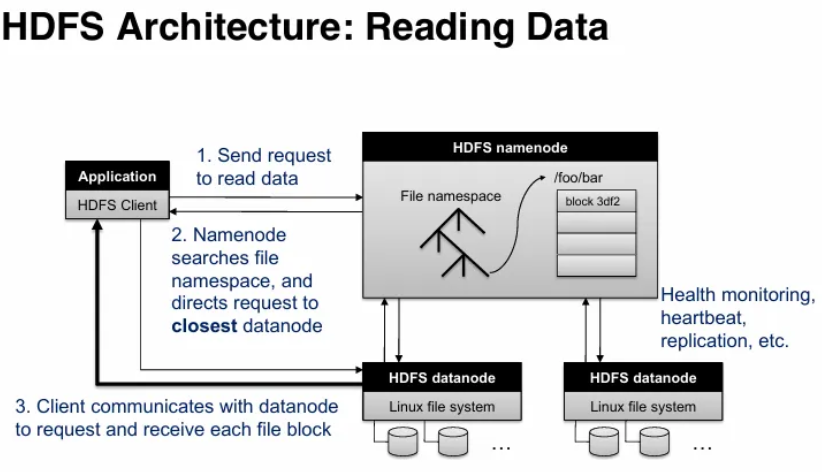 HDFS Architecture: Reading Data
Application
HDFS Client
1. Send request
to read data
2. Namenode
searches file
namespace, and
directs request to
closest datanode
HDFS namenode
File namespace
/foo/bar
block 3df2
Health monitoring,
heartbeat,
replication, etc.
3. Client communicates with datanode
to request and receive each file block
HDFS datanode
Linux file system
...
HDFS datanode
Linux file system
...